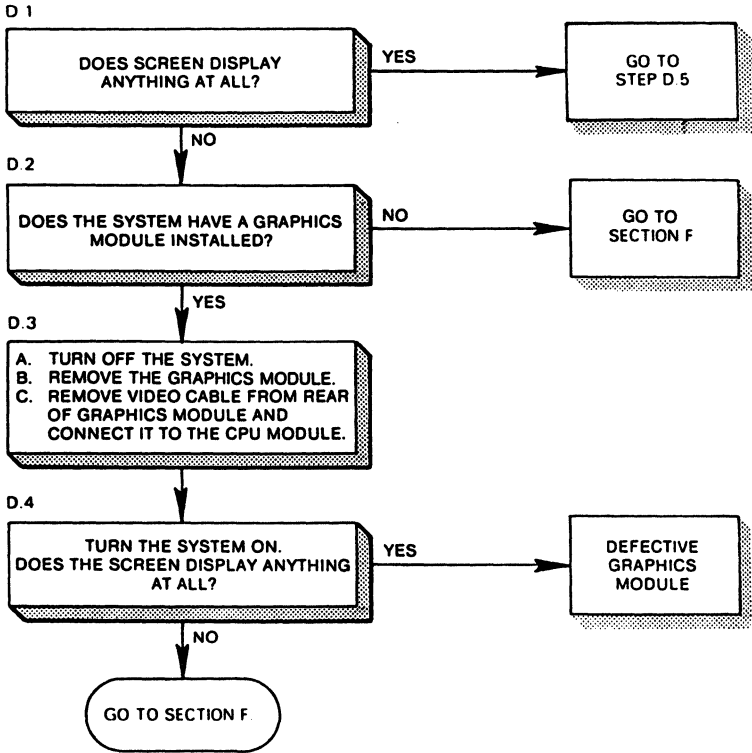 D 1
DOES SCREEN DISPLAY
ANYTHING AT ALL?
YES
GO TO
STEP D.5
NO
D.2
DOES THE SYSTEM HAVE A GRAPHICS
MODULE INSTALLED?
NO
GO TO
SECTION F
YES
D.3
A. TURN OFF THE SYSTEM.
B. REMOVE THE GRAPHICS MODULE.
C. REMOVE VIDEO CABLE FROM REAR
OF GRAPHICS MODULE AND
CONNECT IT TO THE CPU MODULE.
D.4
TURN THE SYSTEM ON.
DOES THE SCREEN DISPLAY ANYTHING
AT ALL?
YES
DEFECTIVE
GRAPHICS
MODULE
NO
GO TO SECTION F.